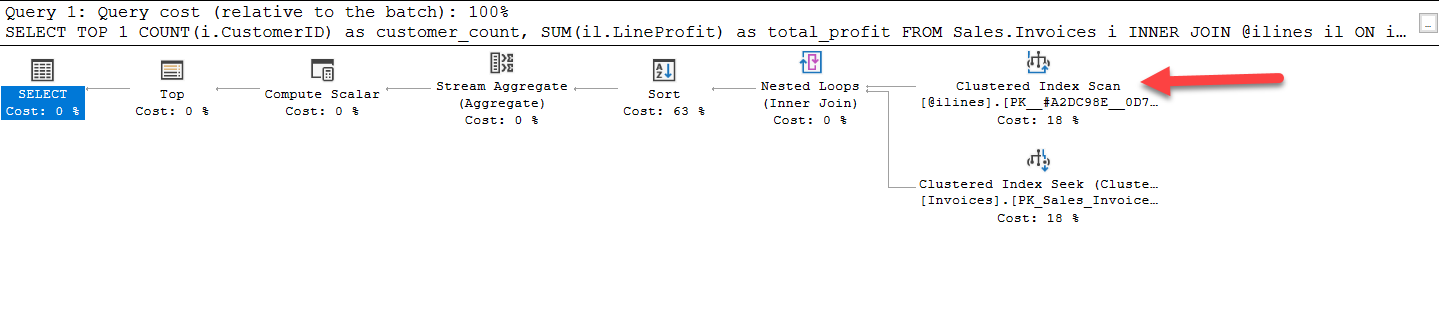 Query 1: Query cost (relative to the batch): 100%
SELECT TOP 1 COUNT(i.CustomerID) as customer_count, SUM(il.LineProfit) as total_profit FROM Sales.Invoices i INNER JOIN @ilines il ON i…
SELECT
Cost: 0 %
Top
Cost: 0 %
Compute Scalar
Cost: 0 %
Stream Aggregate
(Aggregate)
Cost: 0 %
Sort
Cost: 63 %
Nested Loops
(Inner Join)
Cost: 0 %
Clustered Index Scan
[@ilines].[PK__#A2DC98E__0D7…
Cost: 18 %
Clustered Index Seek (Cluste…
[Invoices].[PK_Sales_Invoice…
Cost: 18 %